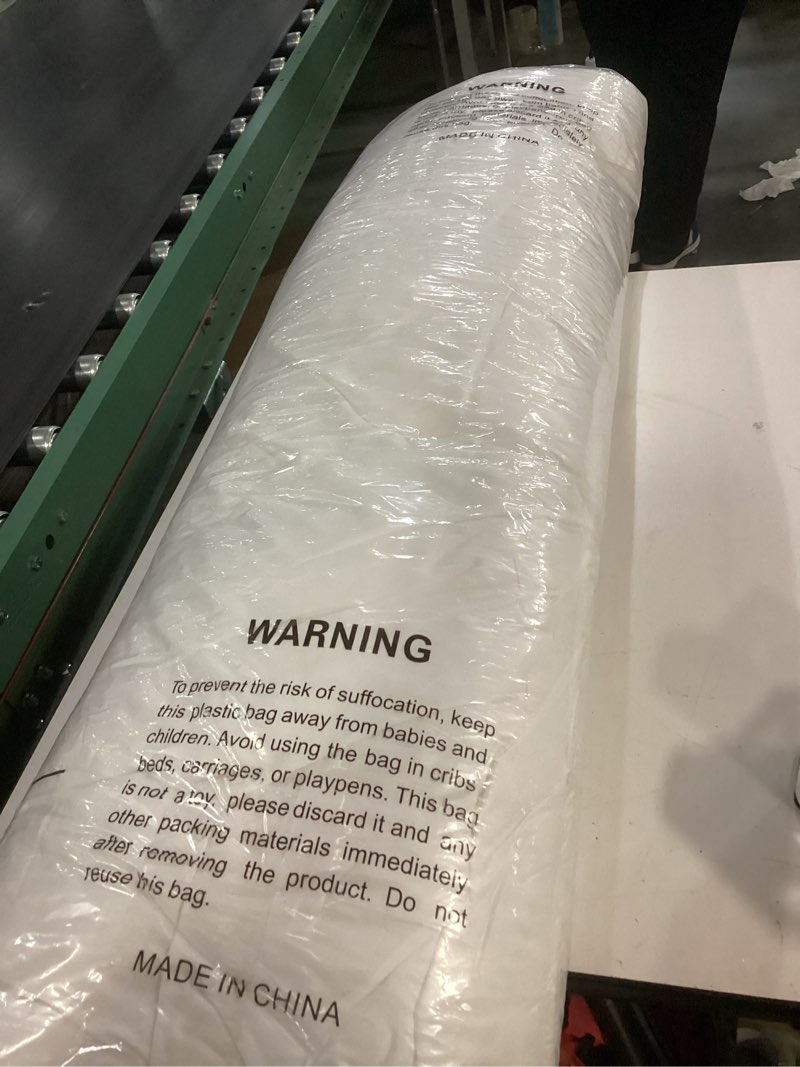 WARNING
MADE IN CHINA
WARNING
To prevent the risk of suffocation, keep
this plastic bag away from babies and
children. Avoid using the bag in cribs
beds, carriages, or playpens. This bag
is not a toy. please discard it and any
other packing materials immediately
after removing the product. Do not
reuse this bag.
MADE IN CHINA